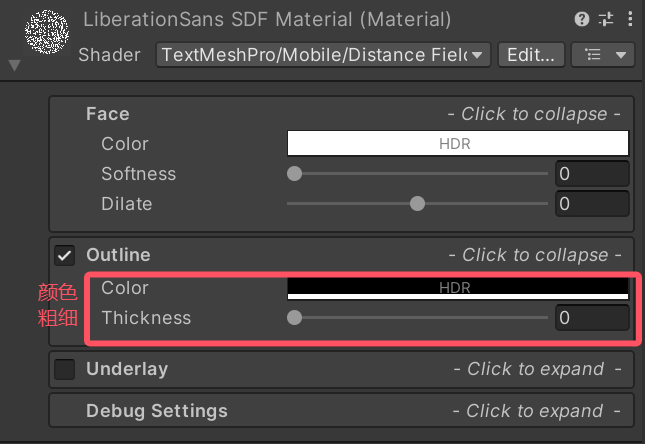 LiberationSans SDF Material (Material)
Shader TextMeshPro/Mobile/Distance Field Edit...
Face - Click to collapse -
Color HDR
Softness 0
Dilate 0
Outline - Click to collapse -
颜色 Color HDR
粗细 Thickness 0
Underlay - Click to expand -
Debug Settings - Click to expand -